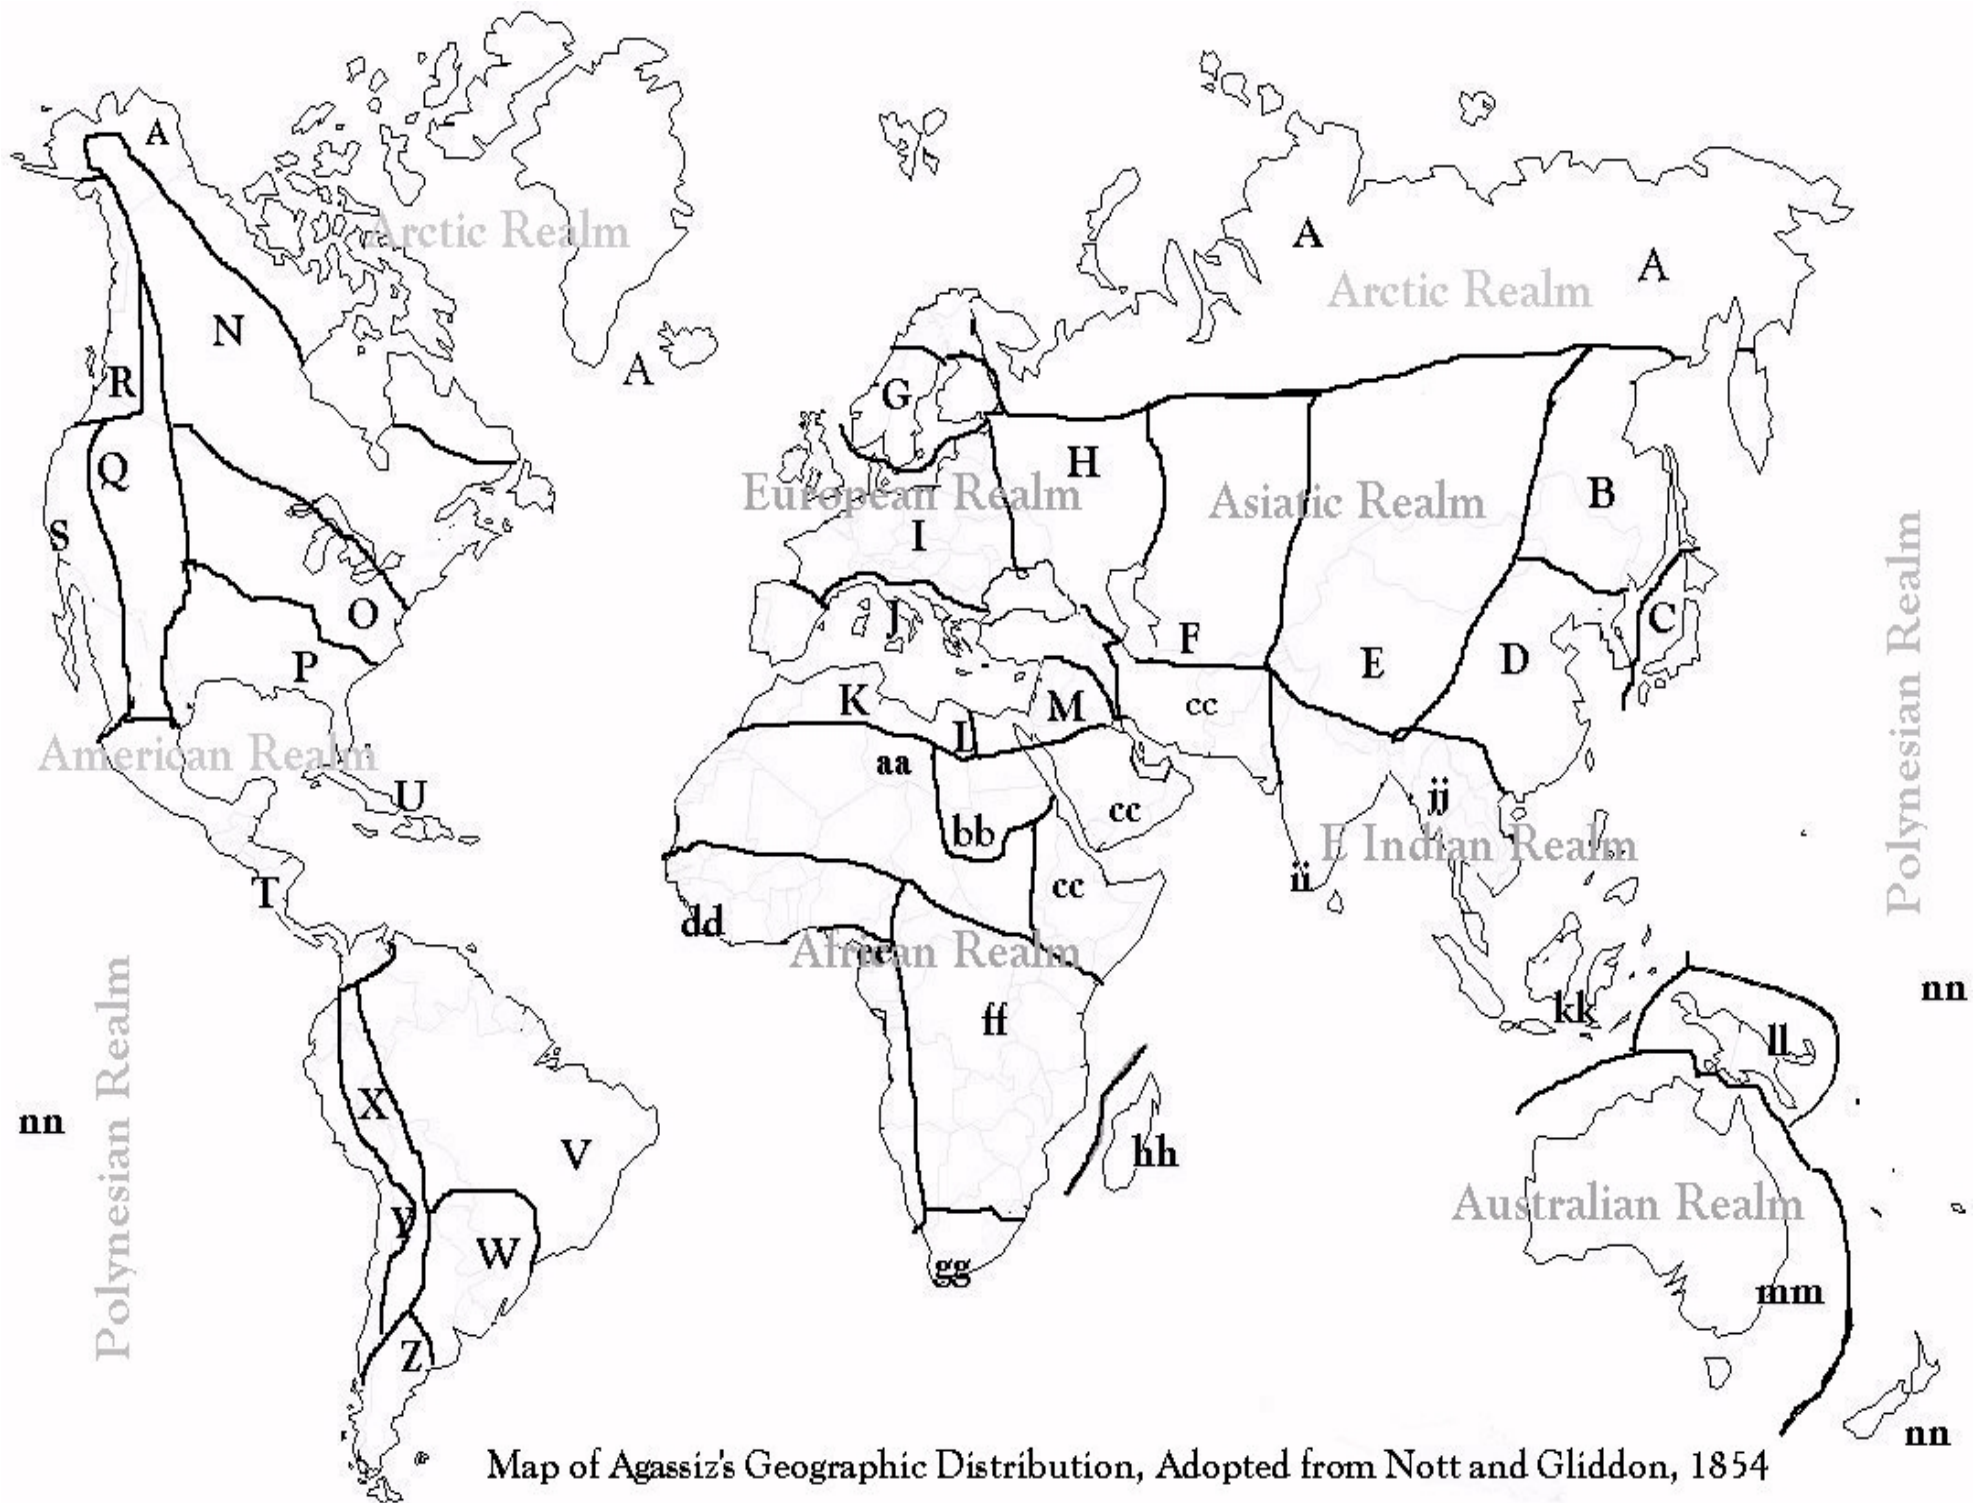 A
Arctic Realm
A
A
Arctic Realm
N
R
A
G
Q
H
European Realm
Asiatic Realm
B
S
I
O
J
C
P
F
E
D
K
M
cc
L
American Realm
aa
U
bb
cc
jj
E Indian Realm
Polynesian Realm
T
cc
ii
dd
African Realm
ee
ff
kk
ll
nn
Polynesian Realm
nn
X
V
hh
Australian Realm
y
W
gg
mm
Z
nn
Map of Agassiz's Geographic Distribution, Adopted from Nott and Gliddon, 1854